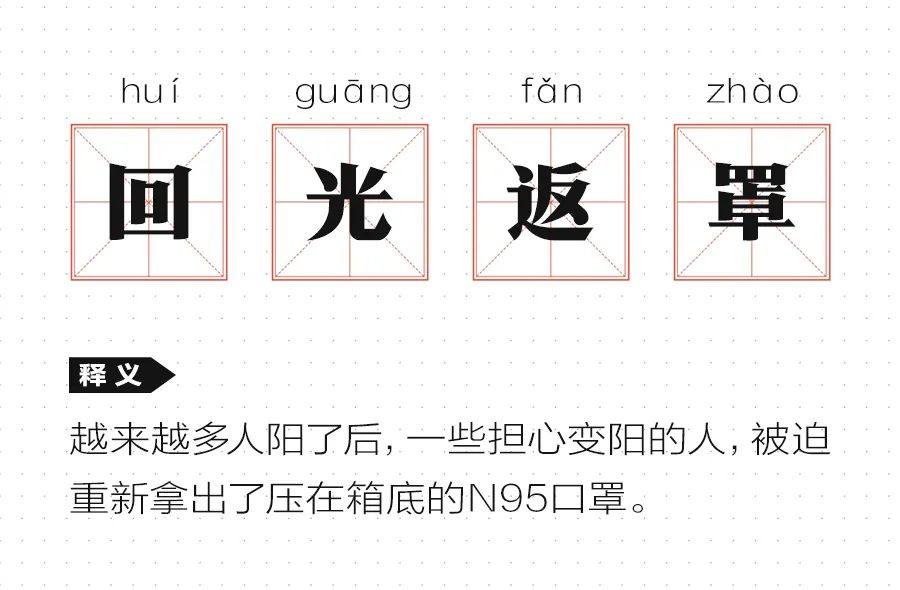 huí guāng fǎn zhào
回 光 返 罩
释义
越来越多人阳了后，一些担心变阳的人，被迫
重新拿出了压在箱底的N95口罩。